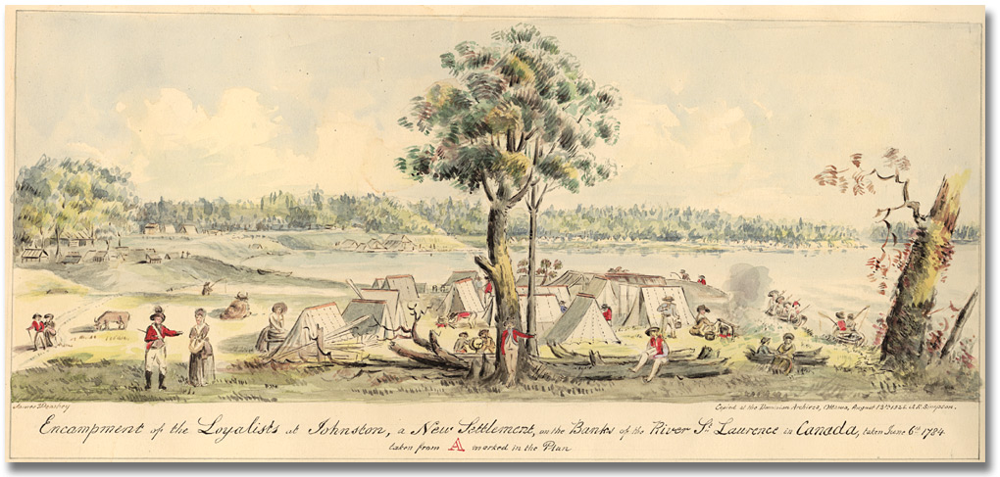 James Peachey
Copied at the Dominion Archives, Ottawa, August 13th 1925. A.R. Simpson.
Encampment of the Loyalists at Johnston, a New Settlement, on the Banks of the River St. Laurence in Canada, taken June 6th 1784.
taken from A marked in the Plan